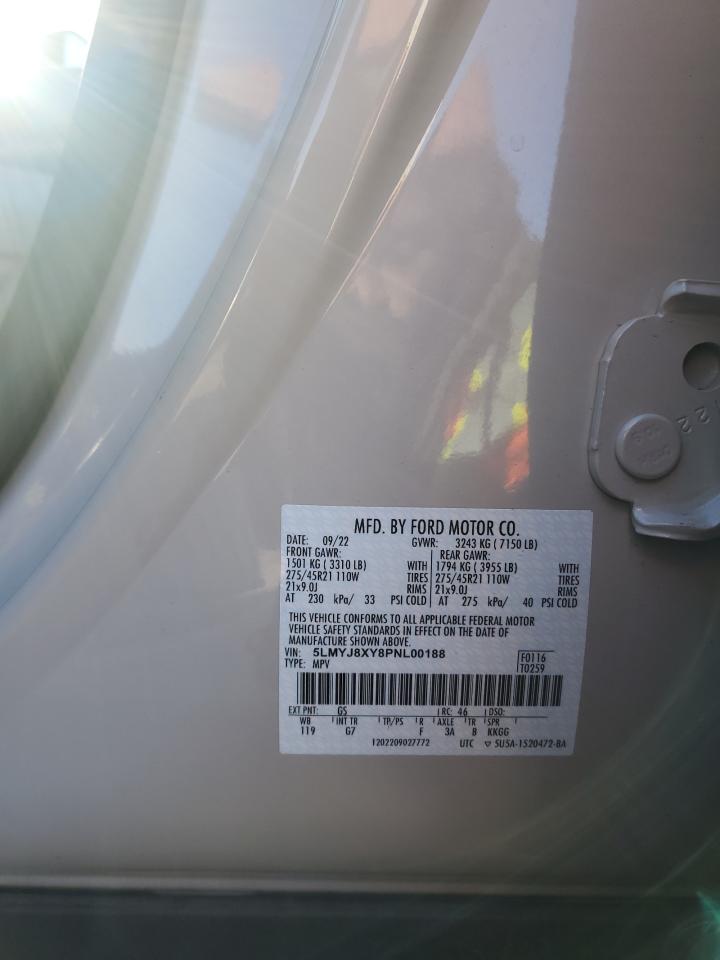 MFD. BY FORD MOTOR CO.
DATE: 09/22 GVWR: 3243 KG ( 7150 LB)
FRONT GAWR: REAR GAWR:
1501 KG ( 3310 LB) WITH 1794 KG ( 3955 LB) WITH
275/45R21 110W TIRES 275/45R21 110W TIRES
21x9.0J RIMS 21x9.0J RIMS
AT 230 kPa/ 33 PSI COLD AT 275 kPa/ 40 PSI COLD
THIS VEHICLE CONFORMS TO ALL APPLICABLE FEDERAL MOTOR
VEHICLE SAFETY STANDARDS IN EFFECT ON THE DATE OF
MANUFACTURE SHOWN ABOVE.
VIN: 5LMYJ8XY8PNL00188 F0116
TYPE: MPV T0259
EXT PNT: GS RC: 46 DSO:
WB INT TR TP/PS R AXLE TR SPR
119 G7 F 3A B KKGG
1202209027772 UTC ▽ 5U5A-1520472-BA
22